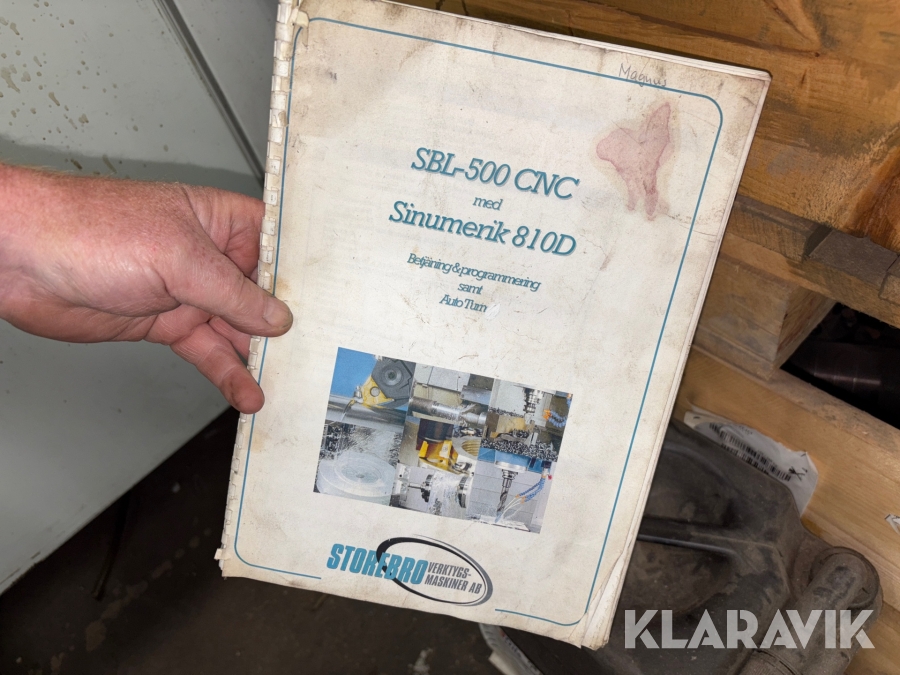 Magnus
SBL-500 CNC
med
Sinumerik 810D
Betjäning & programmering
samt
Auto Turn
STOREBRO VERKTYGS-
MASKINER AB
KLARAVIK